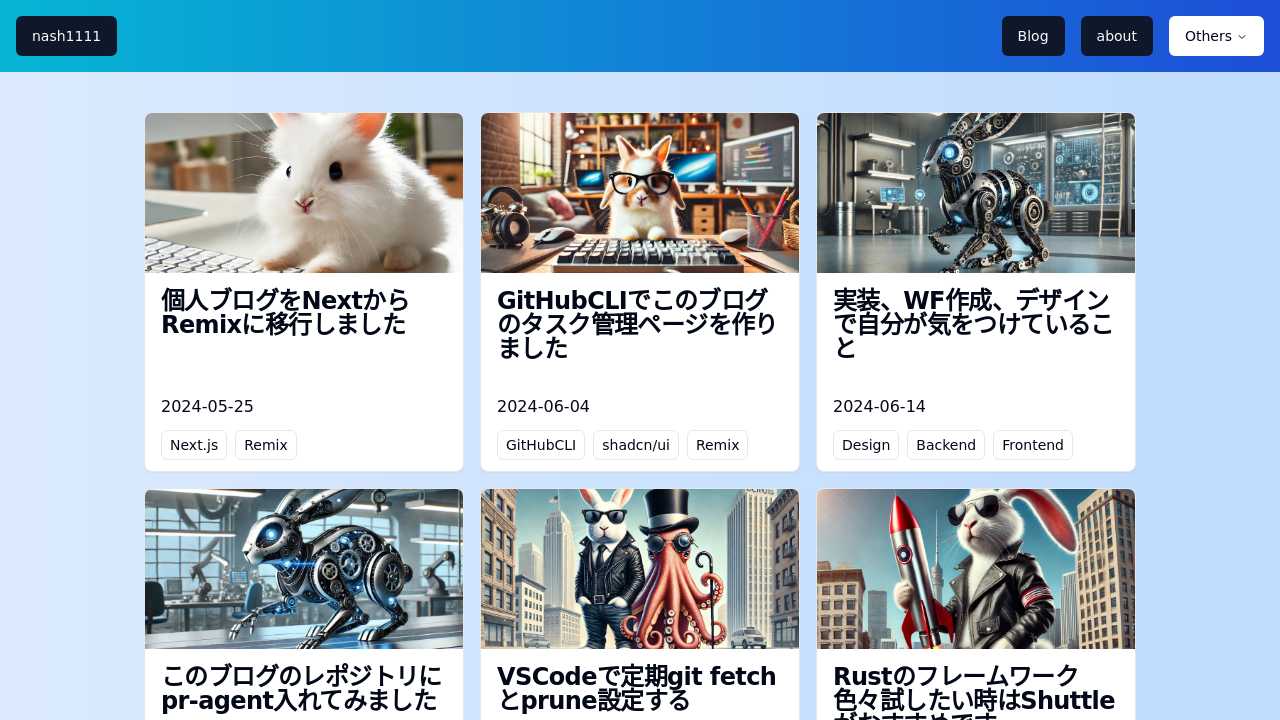 nash1111
Blog
about
Others
個人ブログをNextから
Remixに移行しました
2024-05-25
Next.js
Remix
GitHubCLIでこのブログ
のタスク管理ページを作り
ました
2024-06-04
GitHubCLI
shadcn/ui
Remix
実装、WF作成、デザイン
で自分が気をつけているこ
と
2024-06-14
Design
Backend
Frontend
このブログのレポジトリに
pr-agent入れてみました
VSCodeで定期git fetch
とprune設定する
Rustのフレームワーク
色々試したい時はShuttle
がおすすめです